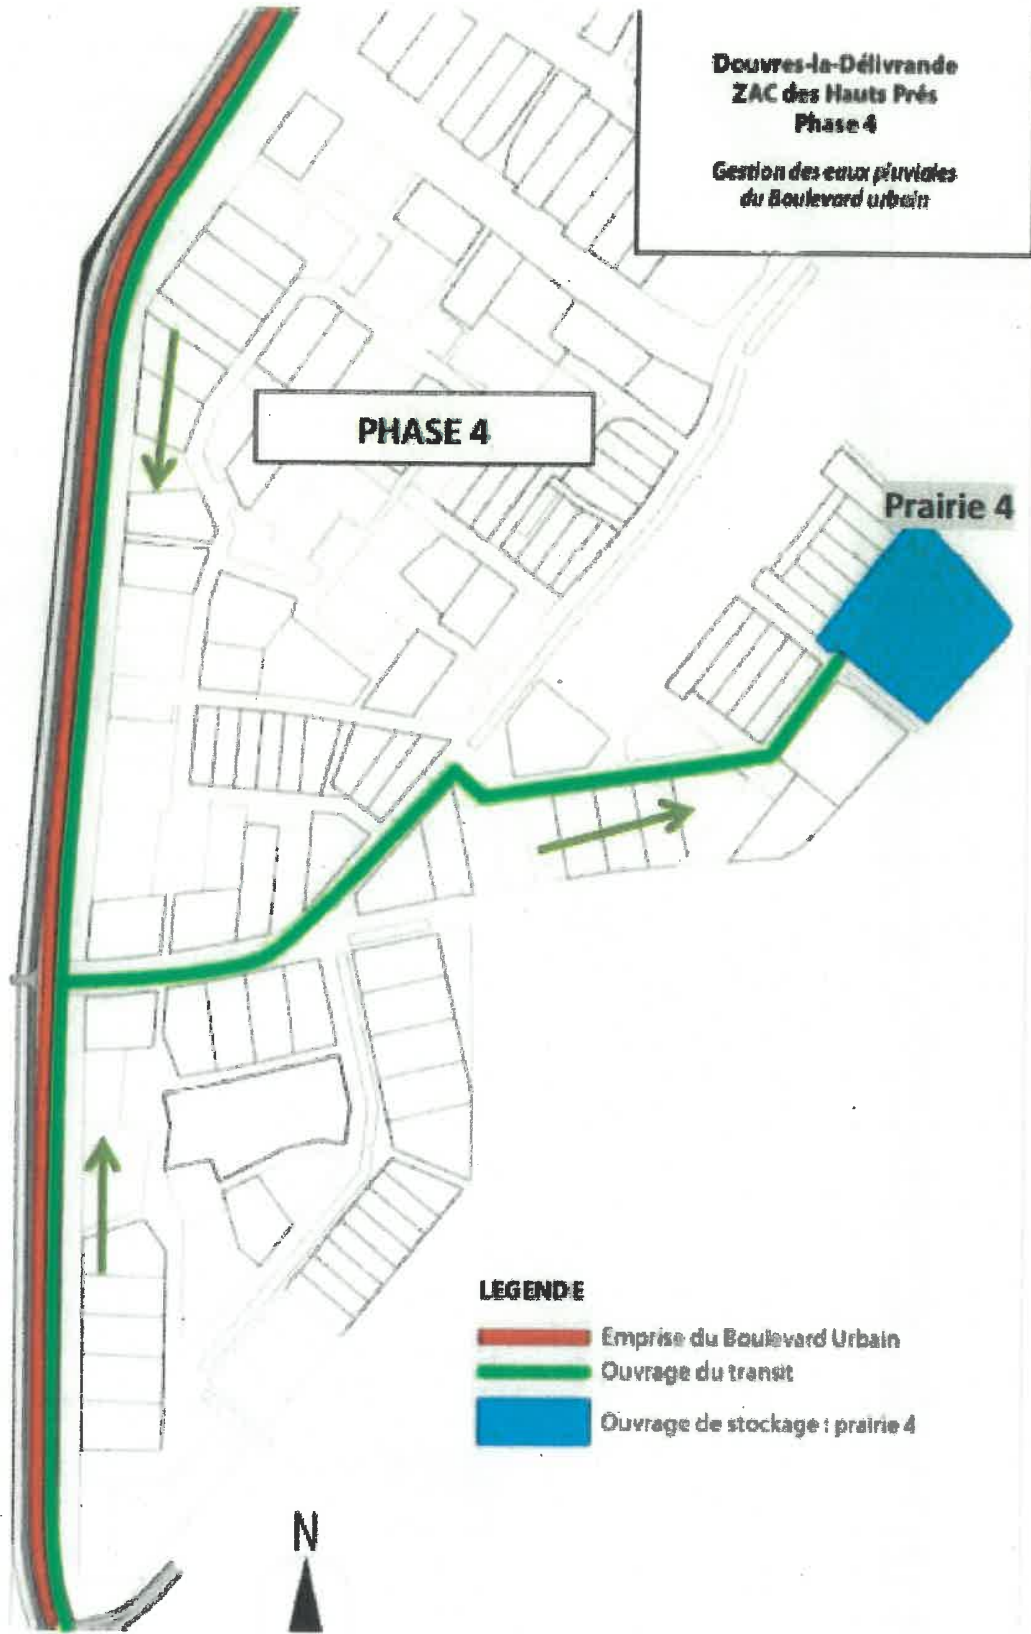 Douvres-la-Délivrande
ZAC des Hauts Prés
Phase 4
Gestion des eaux pluviales
du Boulevard urbain
PHASE 4
Prairie 4
LEGENDE
Emprise du Boulevard Urbain
Ouvrage du transit
Ouvrage de stockage : prairie 4
N